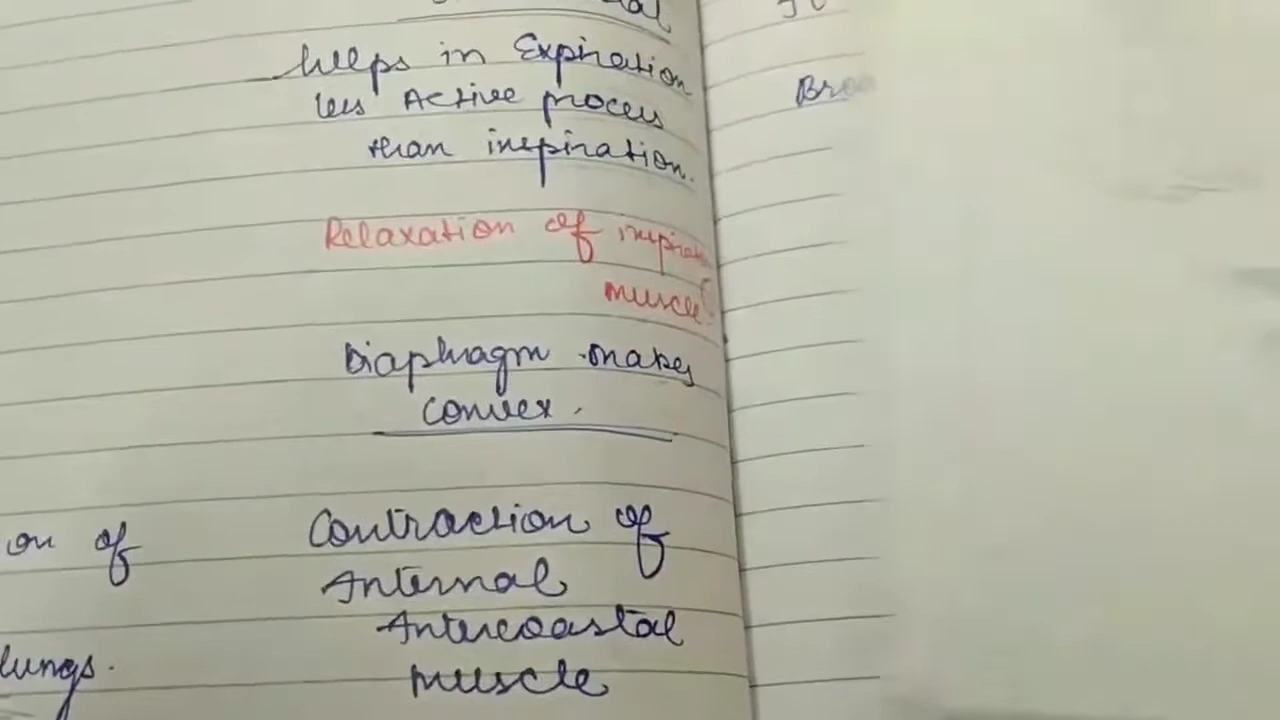 helps in Expiration
less Active process
than inspiration.
Relaxation of
muscle
Diaphragm makes
convex.
on of Contraction of
Internal
Intercoastal
lungs.
muscle